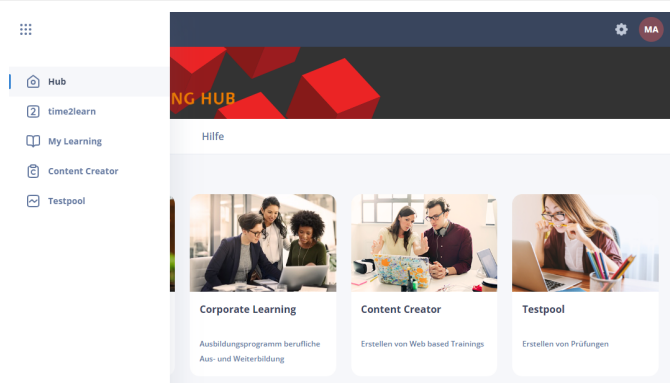 MA
Hub
time2learn
My Learning
Content Creator
Testpool
NG HUB
Hilfe
Corporate Learning
Ausbildungsprogramm berufliche
Aus- und Weiterbildung
Content Creator
Erstellen von Web based Trainings
Testpool
Erstellen von Prüfungen